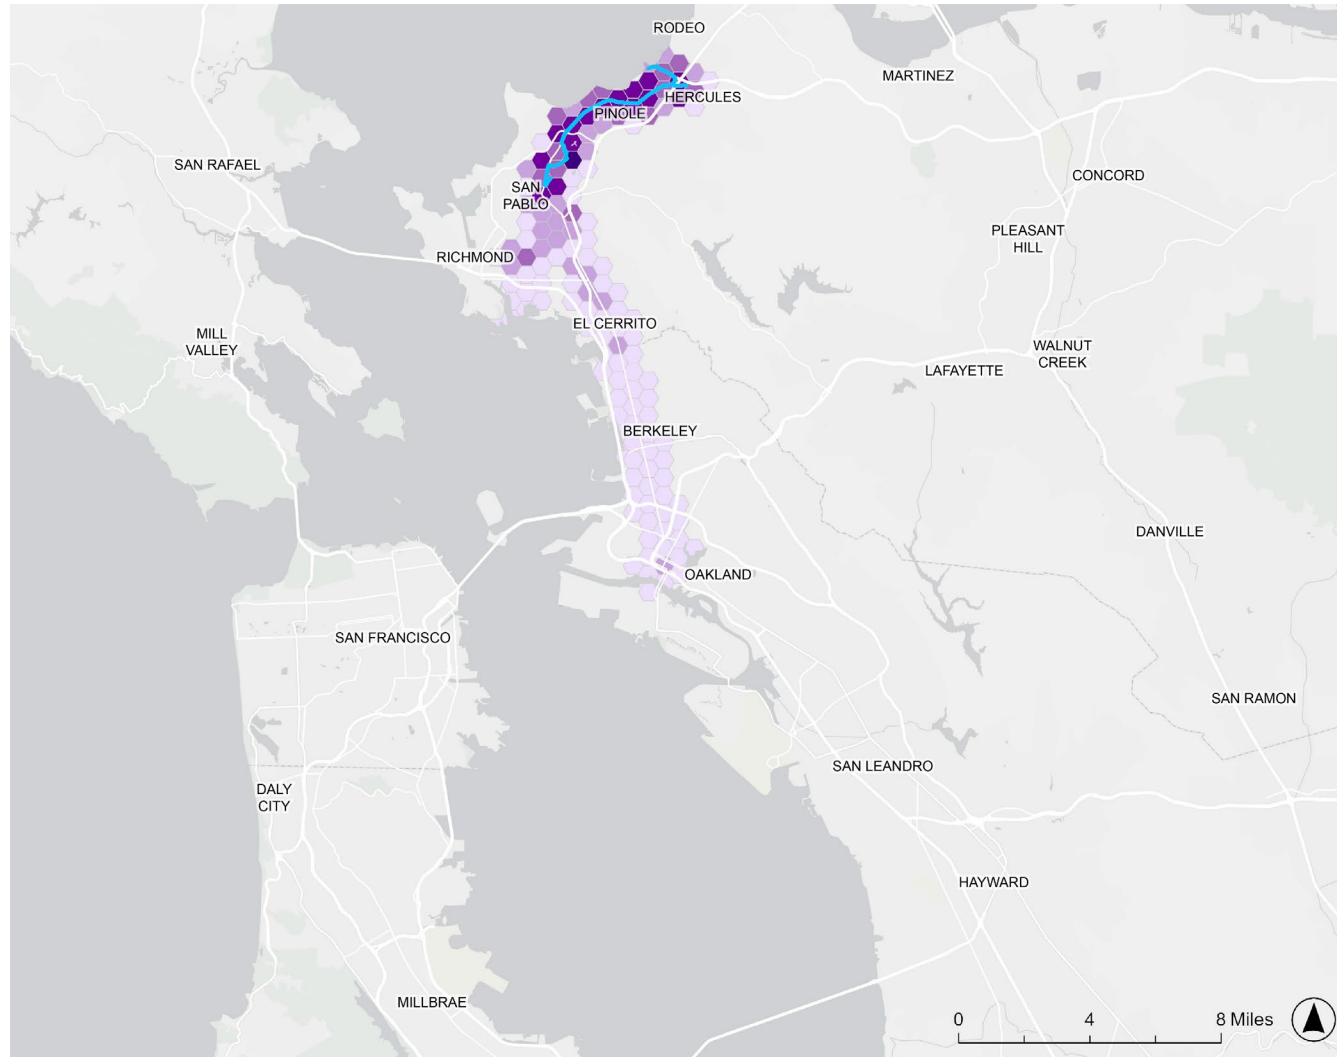 RODEO
MARTINEZ
HERCULES
PINOLE
SAN RAFAEL
CONCORD
SAN
PABLO
PLEASANT
HILL
RICHMOND
EL CERRITO
MILL
VALLEY
WALNUT
CREEK
LAFAYETTE
BERKELEY
DANVILLE
OAKLAND
SAN FRANCISCO
SAN RAMON
SAN LEANDRO
DALY
CITY
HAYWARD
MILLBRAE
0 4 8 Miles